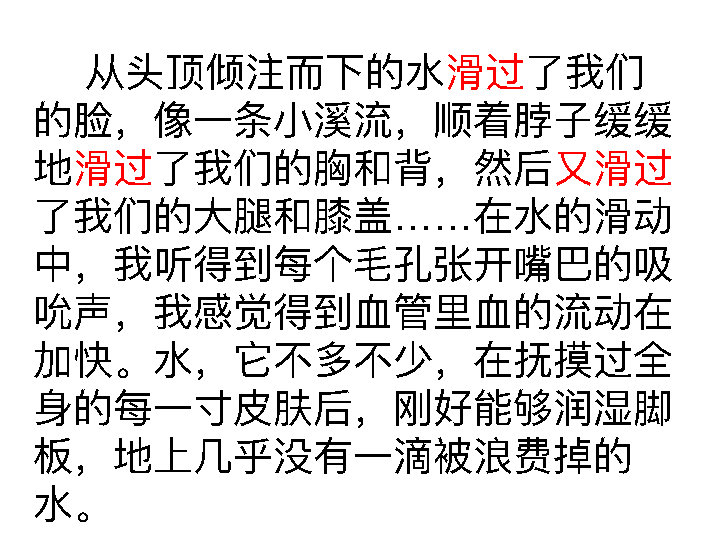 从头顶倾注而下的水滑过了我们
的脸，像一条小溪流，顺着脖子缓缓
地滑过了我们的胸和背，然后又滑过
了我们的大腿和膝盖……在水的滑动
中，我听得到每个毛孔张开嘴巴的吸
吮声，我感觉得到血管里血的流动在
加快。水，它不多不少，在抚摸过全
身的每一寸皮肤后，刚好能够润湿脚
板，地上几乎没有一滴被浪费掉的
水。